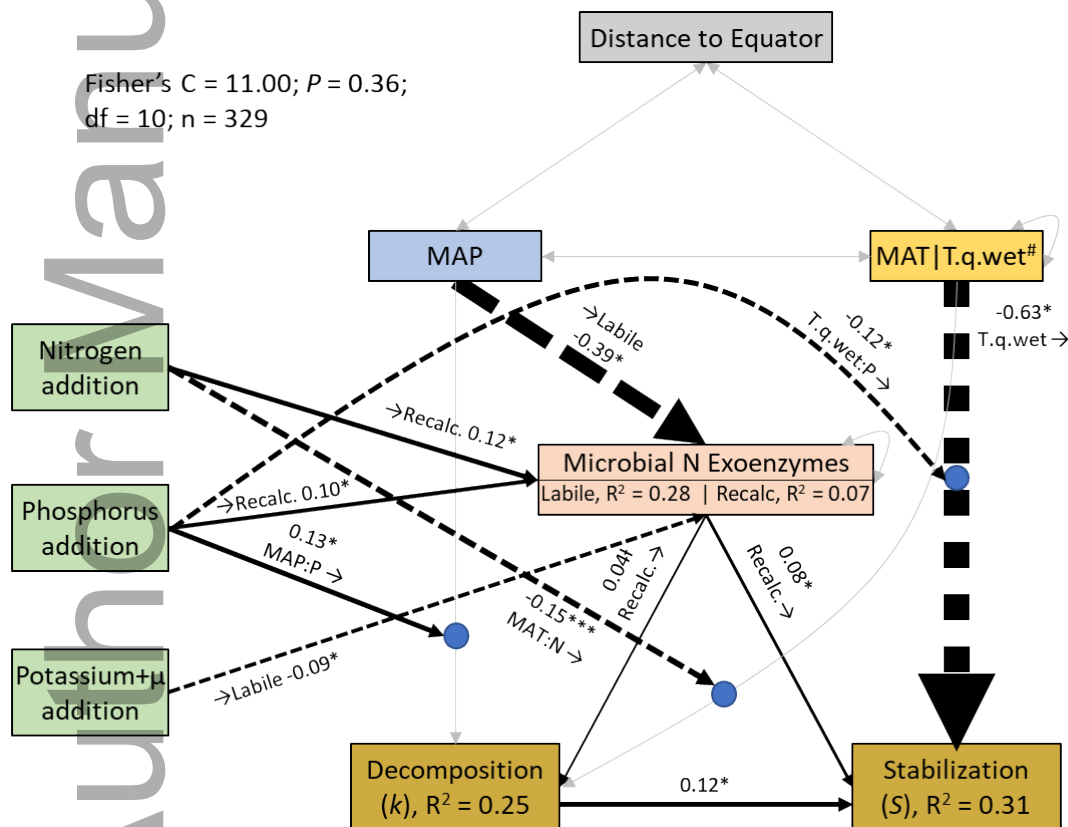 Distance to Equator
Fisher's C = 11.00; P = 0.36;
df = 10; n = 329
MAP
MAT|T.q.wet#
→Labile
-0.39*
-0.12*
T.q.wet:P→
-0.63*
T.q.wet→
Nitrogen
addition
→Recalc. 0.12*
Microbial N Exoenzymes
Labile, R² = 0.28 | Recalc, R² = 0.07
Phosphorus
addition
→Recalc. 0.10*
0.13*
MAP:P→
-0.15***
MAT:N→
0.04ƚ
Recalc.→
0.08*
Recalc.→
Potassium+µ
addition
→Labile -0.09*
Decomposition
(k), R² = 0.25
0.12*
Stabilization
(S), R² = 0.31
Author Manu